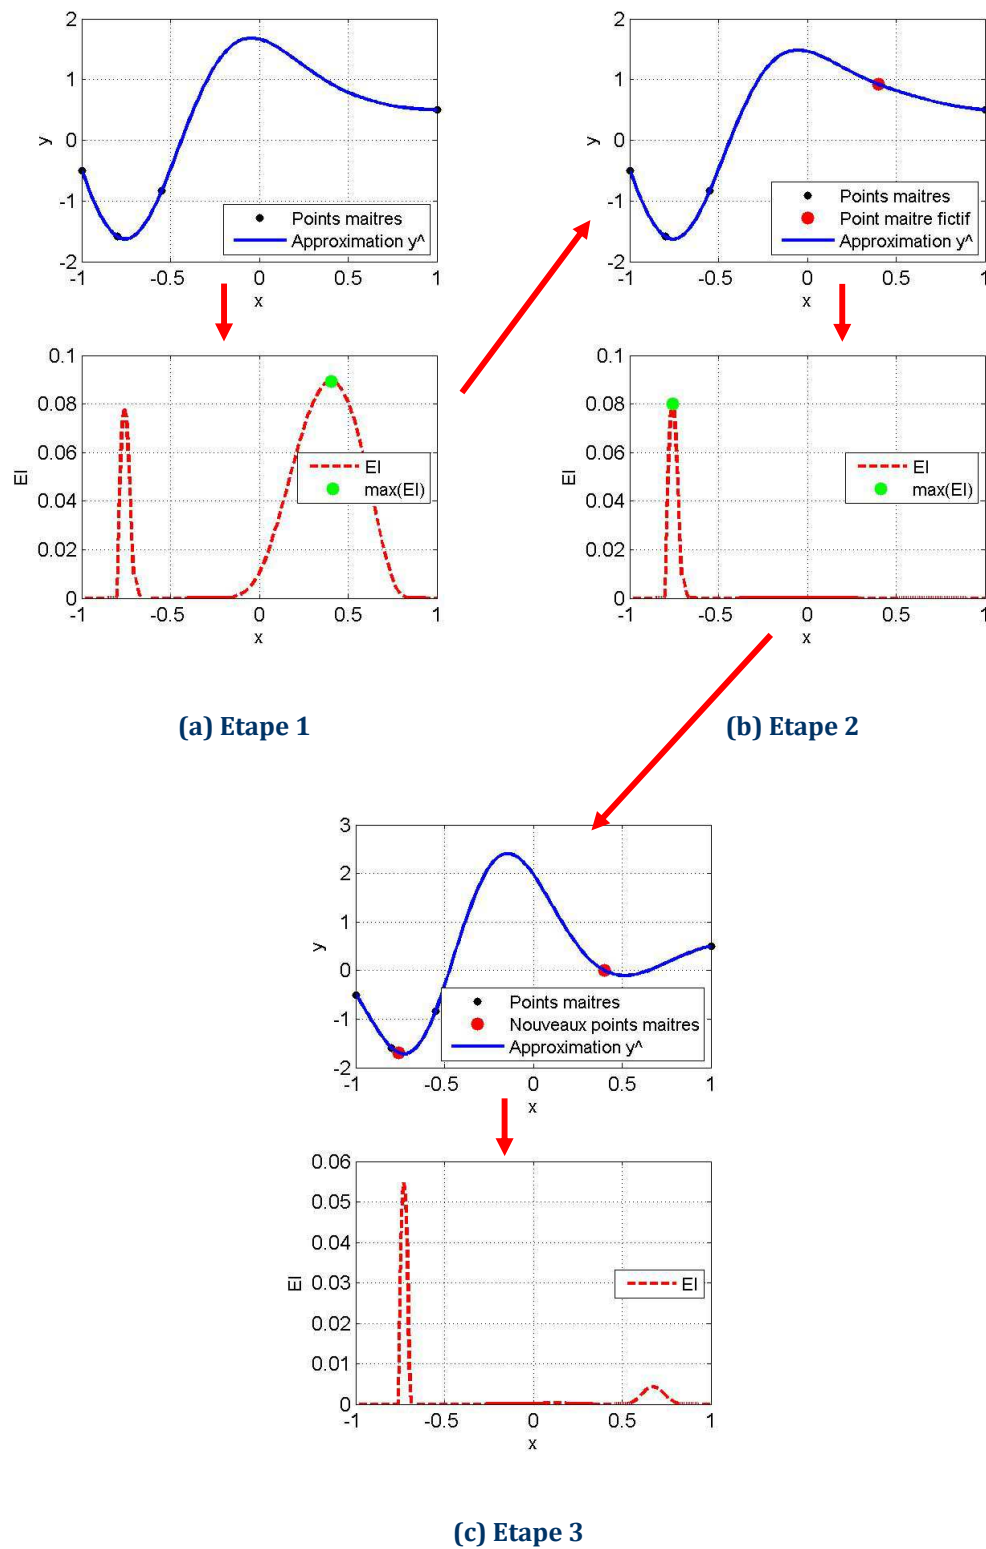 2
1
0
-1
-2
y
-1
-0.5
0
0.5
1
x
Points maitres
Approximation y^
2
1
0
-1
-2
y
-1
-0.5
0
0.5
1
x
Points maitres
Point maitre fictif
Approximation y^
0.1
0.08
0.06
0.04
0.02
0
EI
-1
-0.5
0
0.5
1
x
EI
max(EI)
0.1
0.08
0.06
0.04
0.02
0
EI
-1
-0.5
0
0.5
1
x
EI
max(EI)
(a) Etape 1
(b) Etape 2
3
2
1
0
-1
-2
y
-1
-0.5
0
0.5
1
x
Points maitres
Nouveaux points maitres
Approximation y^
0.06
0.05
0.04
0.03
0.02
0.01
0
EI
-1
-0.5
0
0.5
1
x
EI
(c) Etape 3